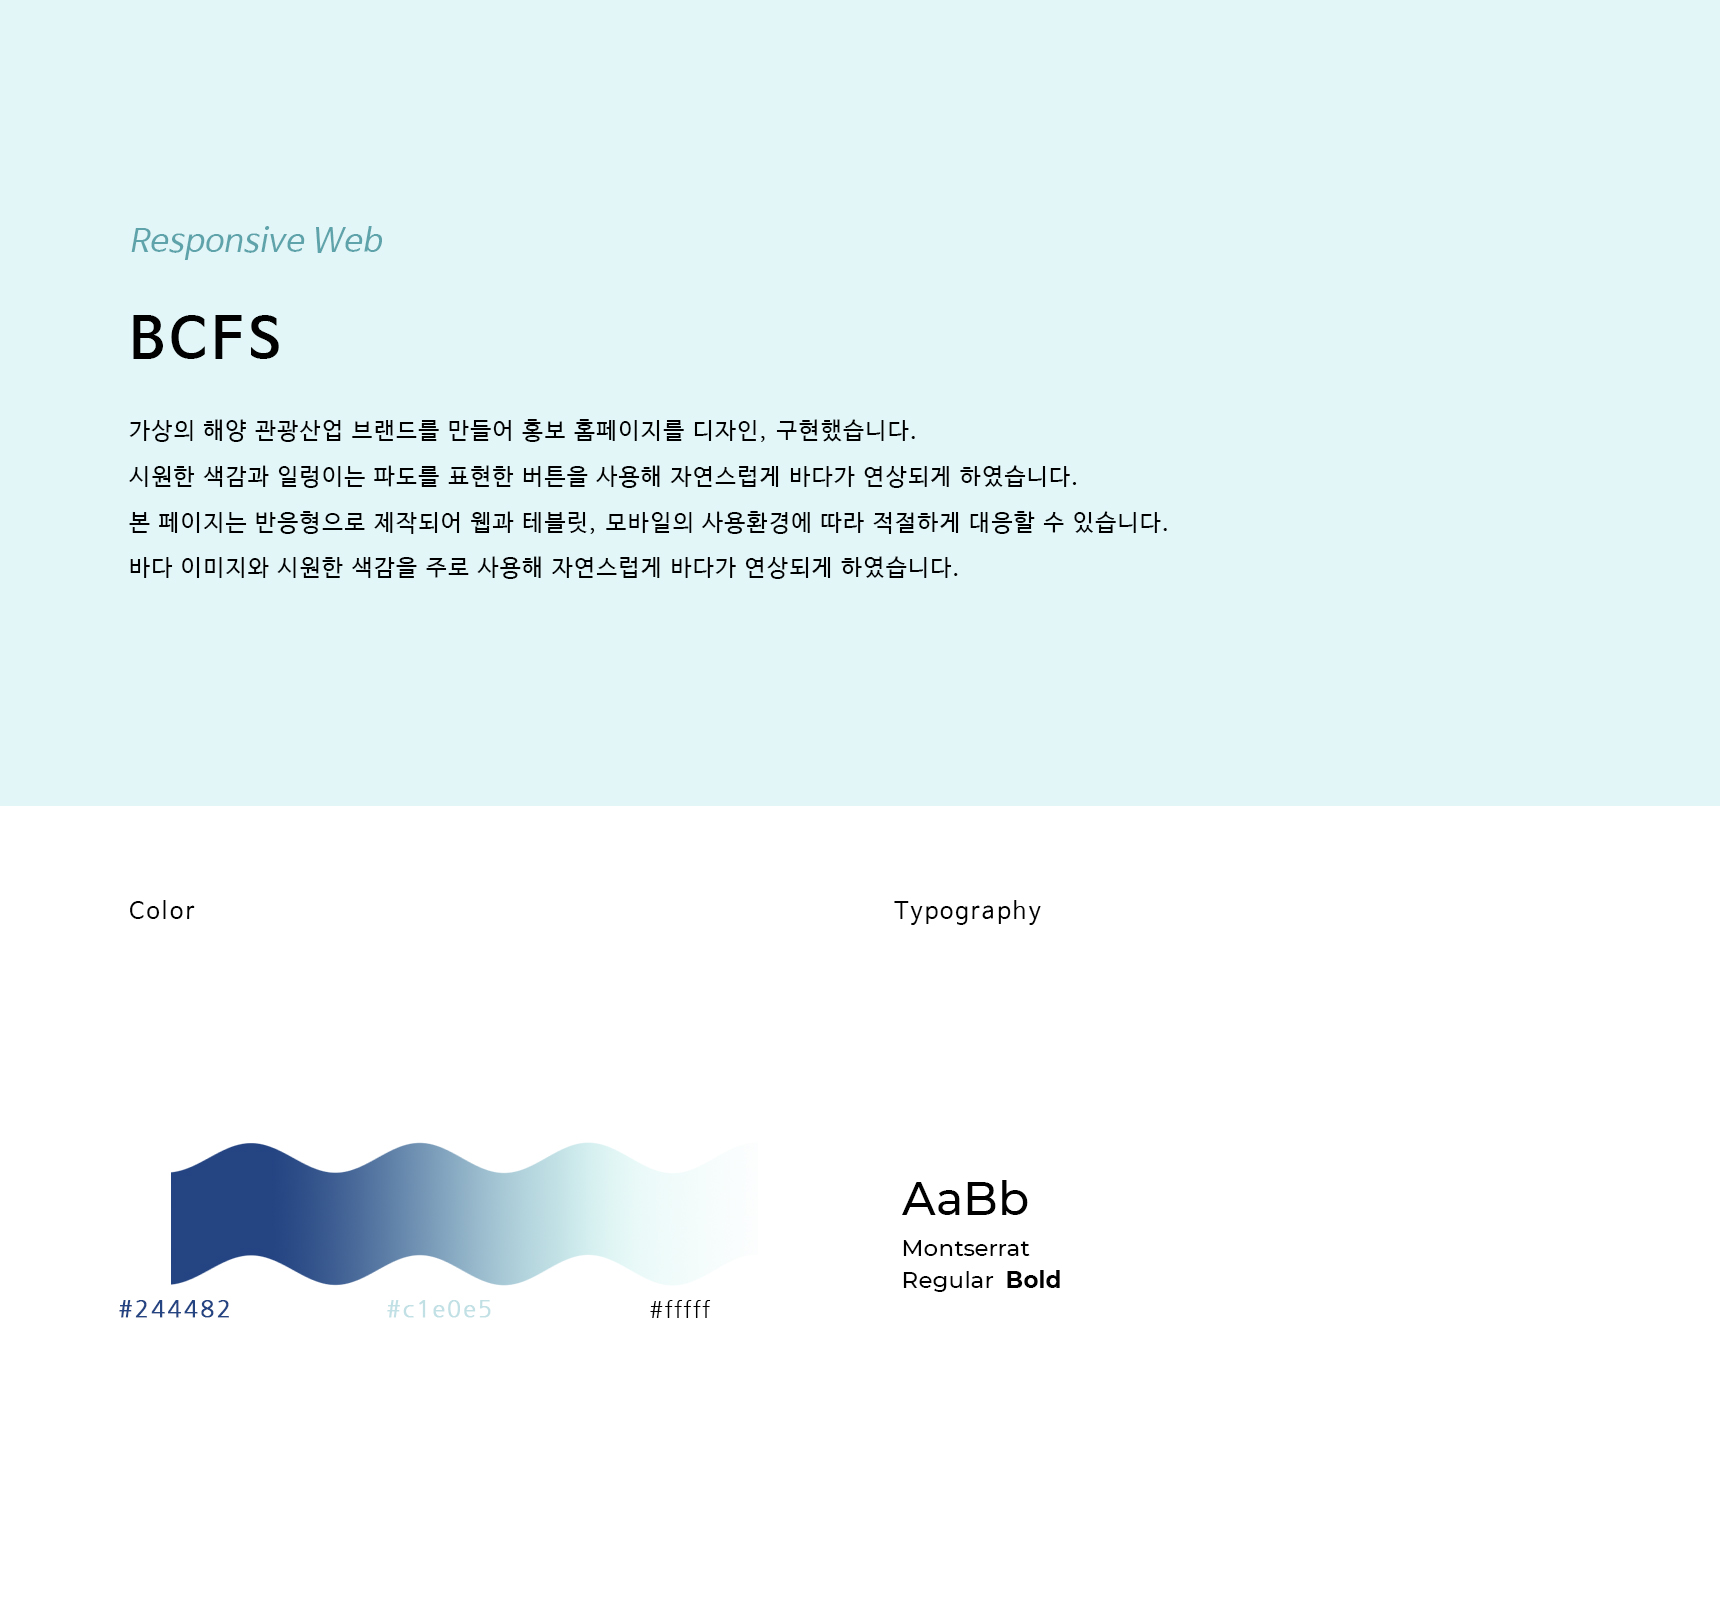 Responsive Web
BCFS
가상의 해양 관광산업 브랜드를 만들어 홍보 홈페이지를 디자인, 구현했습니다.
시원한 색감과 일렁이는 파도를 표현한 버튼을 사용해 자연스럽게 바다가 연상되게 하였습니다.
본 페이지는 반응형으로 제작되어 웹과 테블릿, 모바일의 사용환경에 따라 적절하게 대응할 수 있습니다.
바다 이미지와 시원한 색감을 주로 사용해 자연스럽게 바다가 연상되게 하였습니다.
Color
Typography
#244482
#c1e0e5
#fffff
AaBb
Montserrat
Regular Bold